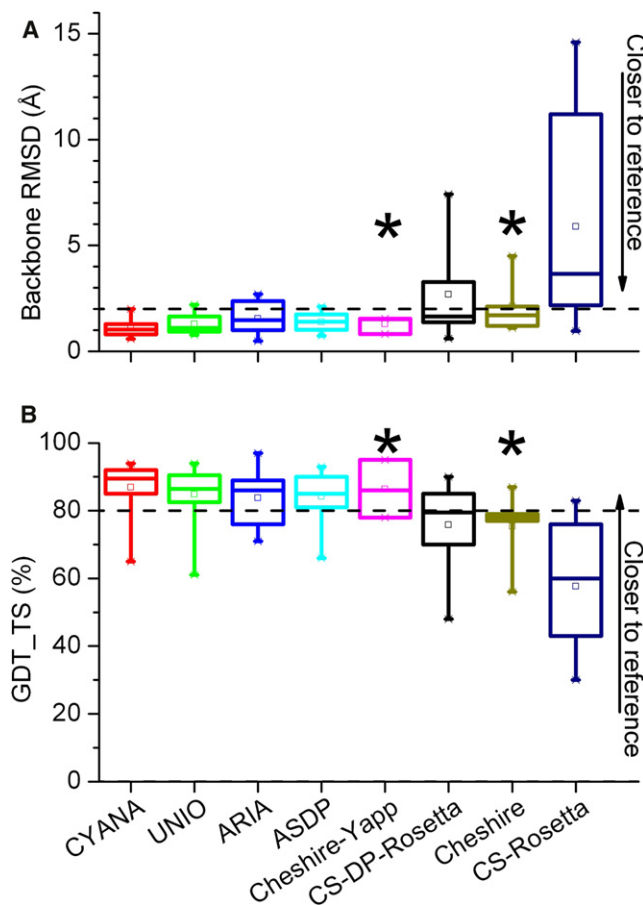 A
15
10
5
0
Backbone RMSD (Å)
*
*
Closer to reference
B
100
80
60
40
20
0
GDT_TS (%)
*
*
Closer to reference
CYANA
UNIO
ARIA
ASDP
Cheshire-Yapp
CS-DP-Rosetta
Cheshire
CS-Rosetta